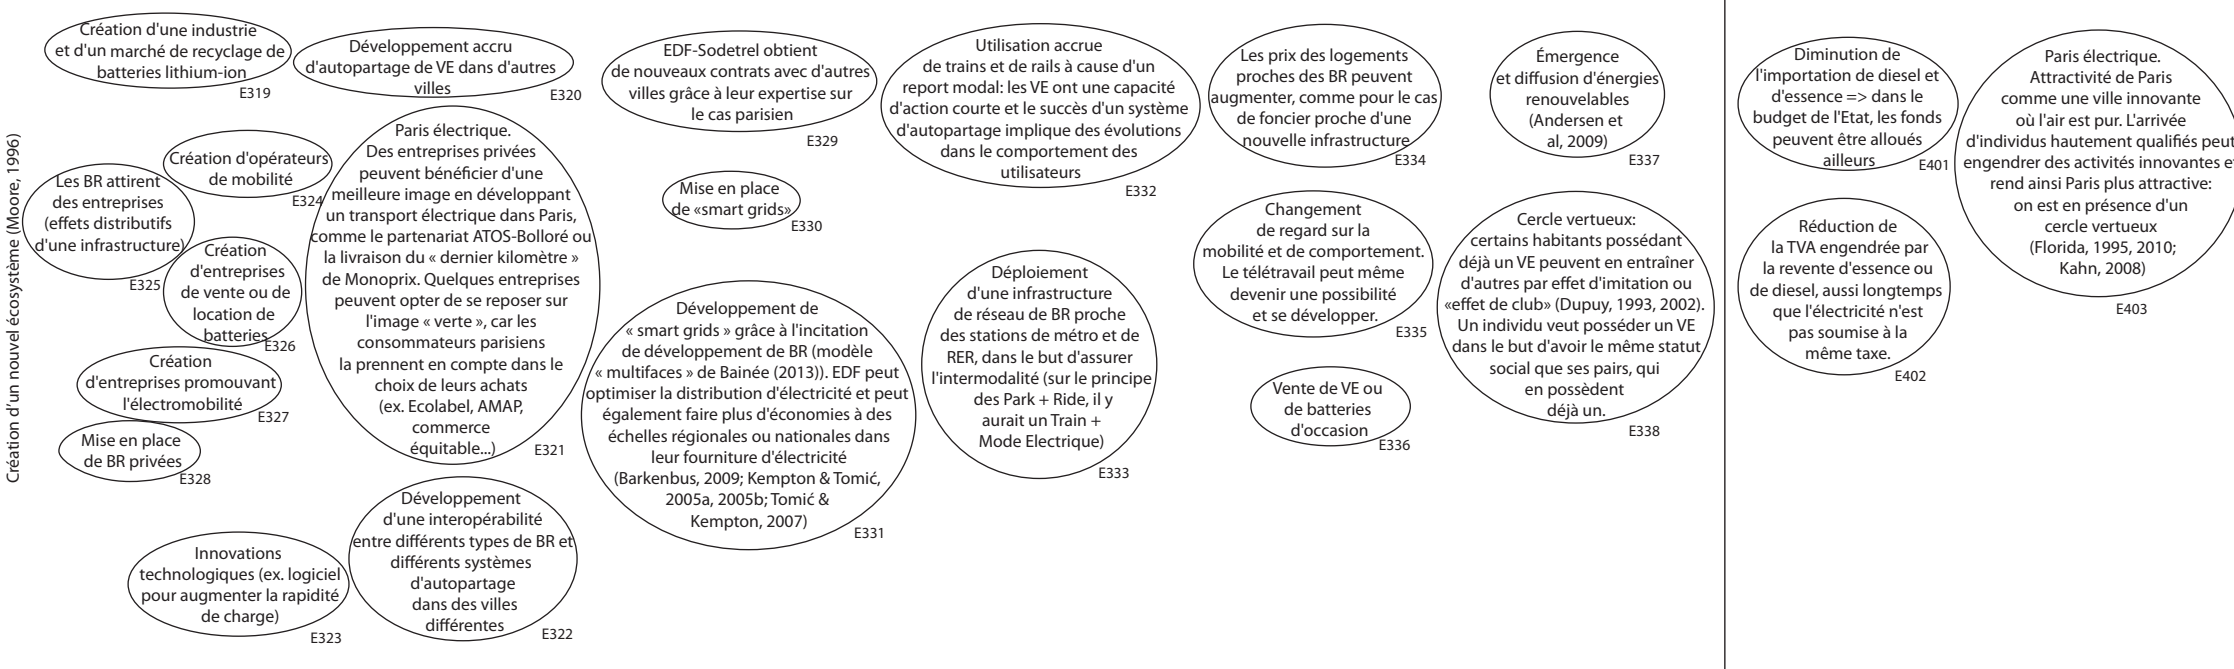 Création d'un nouvel écosystème (Moore, 1996)
Création d'une industrie
et d'un marché de recyclage de
batteries lithium-ion
E319
Développement accru
d'autopartage de VE dans d'autres
villes
E320
Création d'opérateurs
de mobilité
E324
Les BR attirent
des entreprises
(effets distributifs
d'une infrastructure)
E325
Création
d'entreprises
de vente ou de
location de
batteries
E326
Création
d'entreprises promouvant
l'électromobilité
E327
Mise en place
de BR privées
E328
Paris électrique.
Des entreprises privées
peuvent bénéficier d'une
meilleure image en développant
un transport électrique dans Paris,
comme le partenariat ATOS-Bolloré ou
la livraison du « dernier kilomètre »
de Monoprix. Quelques entreprises
peuvent opter de se reposer sur
l'image « verte », car les
consommateurs parisiens
la prennent en compte dans le
choix de leurs achats
(ex. Ecolabel, AMAP,
commerce
équitable...)
E321
Développement
d'une interopérabilité
entre différents types de BR et
différents systèmes
d'autopartage
dans des villes
différentes
E322
Innovations
technologiques (ex. logiciel
pour augmenter la rapidité
de charge)
E323
EDF-Sodetrel obtient
de nouveaux contrats avec d'autres
villes grâce à leur expertise sur
le cas parisien
E329
Mise en place
de «smart grids»
E330
Développement de
« smart grids » grâce à l'incitation
de développement de BR (modèle
« multifaces » de Bainée (2013)). EDF peut
optimiser la distribution d'électricité et peut
également faire plus d'économies à des
échelles régionales ou nationales dans
leur fourniture d'électricité
(Barkenbus, 2009; Kempton & Tomić,
2005a, 2005b; Tomić &
Kempton, 2007)
E331
Utilisation accrue
de trains et de rails à cause d'un
report modal: les VE ont une capacité
d'action courte et le succès d'un système
d'autopartage implique des évolutions
dans le comportement des
utilisateurs
E332
Déploiement
d'une infrastructure
de réseau de BR proche
des stations de métro et de
RER, dans le but d'assurer
l'intermodalité (sur le principe
des Park + Ride, il y
aurait un Train +
Mode Electrique)
E333
Les prix des logements
proches des BR peuvent
augmenter, comme pour le cas
de foncier proche d'une
nouvelle infrastructure
E334
Changement
de regard sur la
mobilité et de comportement.
Le télétravail peut même
devenir une possibilité
et se développer.
E335
Vente de VE ou
de batteries
d'occasion
E336
Émergence
et diffusion d'énergies
renouvelables
(Andersen et
al, 2009)
E337
Cercle vertueux:
certains habitants possédant
déjà un VE peuvent en entraîner
d'autres par effet d'imitation ou
«effet de club» (Dupuy, 1993, 2002).
Un individu veut posséder un VE
dans le but d'avoir le même statut
social que ses pairs, qui
en possèdent
déjà un.
E338
Diminution de
l'importation de diesel et
d'essence => dans le
budget de l'Etat, les fonds
peuvent être alloués
ailleurs
E401
Réduction de
la TVA engendrée par
la revente d'essence ou
de diesel, aussi longtemps
que l'électricité n'est
pas soumise à la
même taxe.
E402
Paris électrique.
Attractivité de Paris
comme une ville innovante
où l'air est pur. L'arrivée
d'individus hautement qualifiés peut
engendrer des activités innovantes et
rend ainsi Paris plus attractive:
on est en présence d'un
cercle vertueux
(Florida, 1995, 2010;
Kahn, 2008)
E403